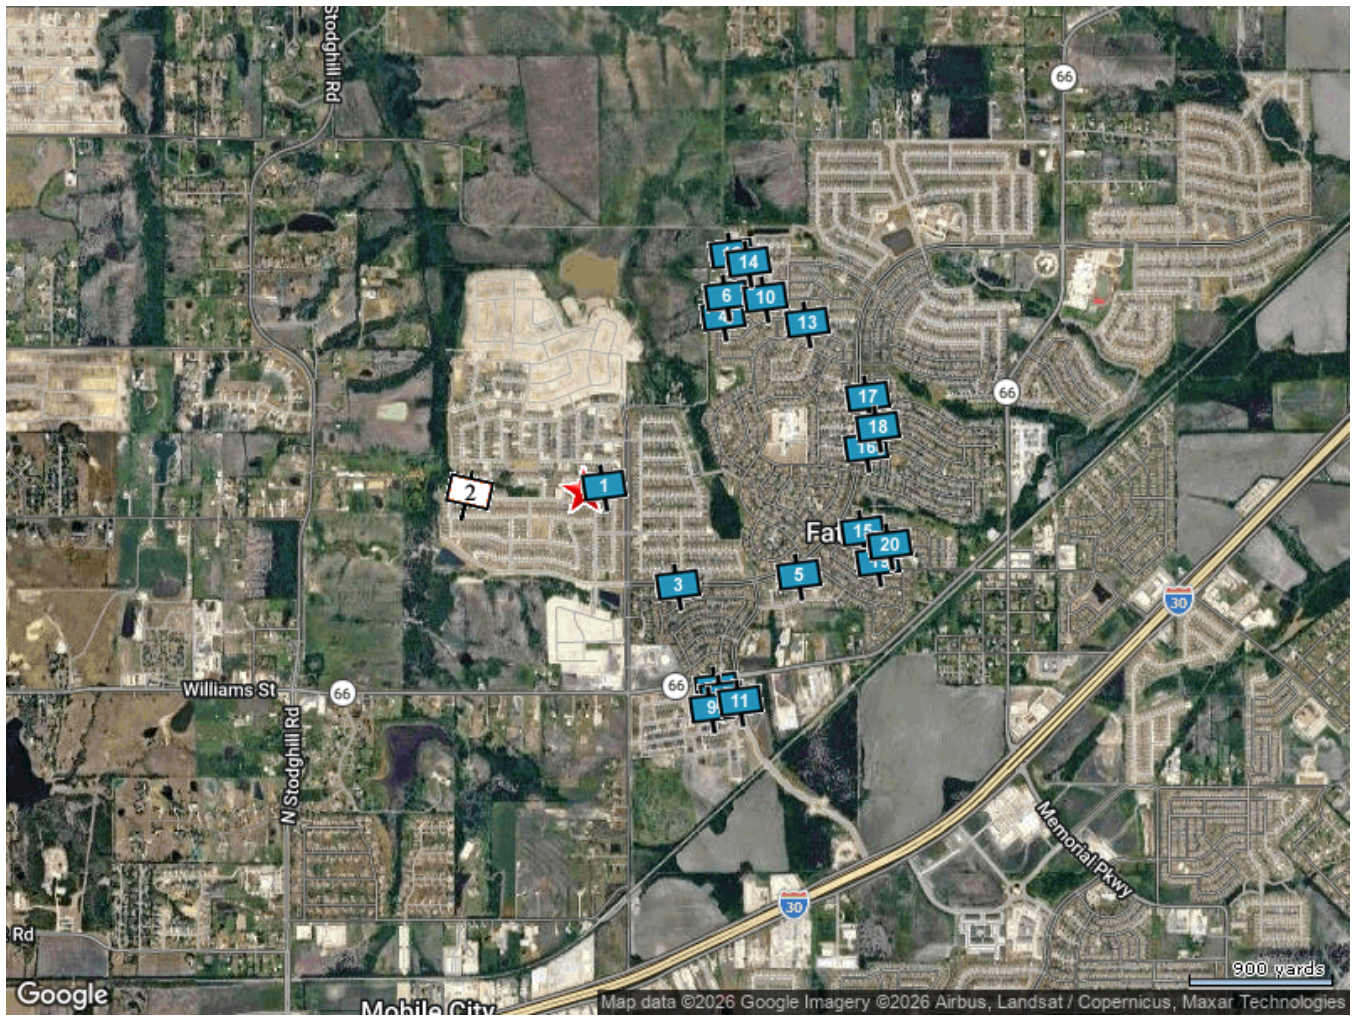 Stodghill Rd
66
14
6
10
4
13
66
17
18
16
2
1
15
20
Fat
19
5
3
30
Williams St
66
66
9
11
N Stodghill Rd
Memorial Pkwy
30
Rd
900 yards
Google
Mobile City
Map data ©2026 Google Imagery ©2026 Airbus, Landsat / Copernicus, Maxar Technologies